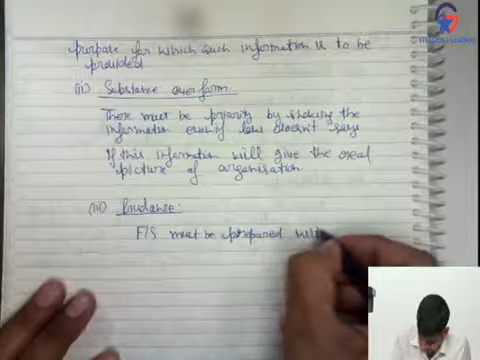 purpose for which such information is to be
provided
(ii) Substance over form
There must be priority by showing the
information even if law doesn't says
If this information will give the real
picture of organisation
(iii) Prudence:
F/S must be prepared with